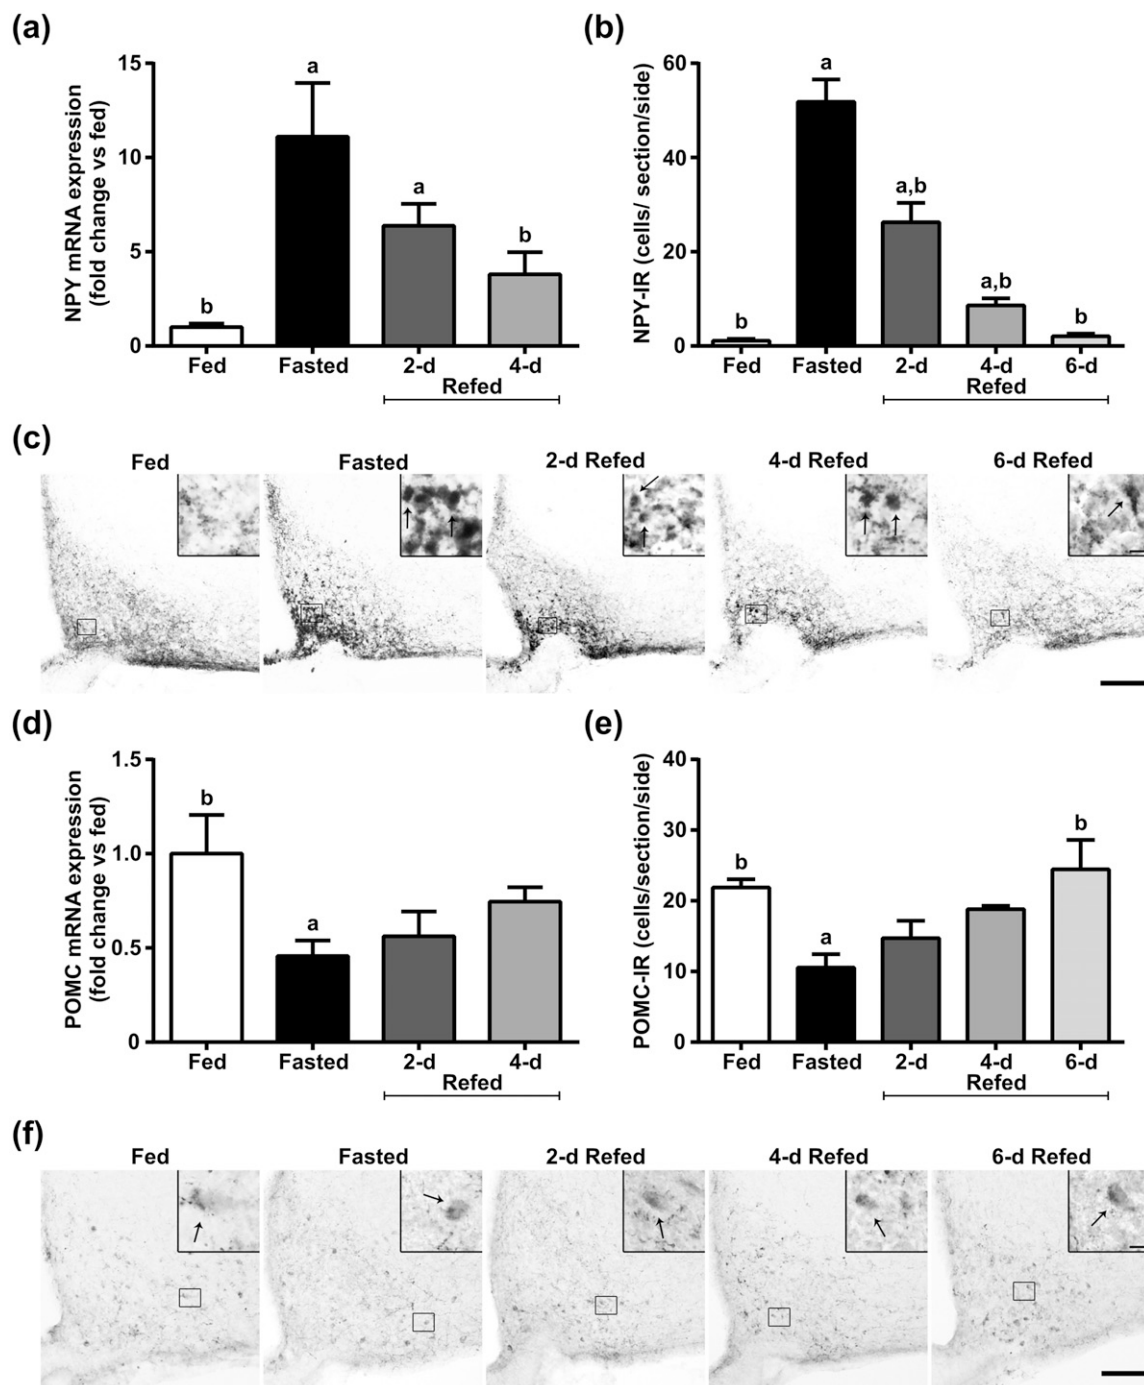 (a)
NPY mRNA expression
(fold change vs fed)
15
10
5
0
b
a
a
b
Fed
Fasted
2-d
4-d
Refed
(b)
NPY-IR (cells/ section/side)
60
40
20
0
b
a
a,b
a,b
b
Fed
Fasted
2-d
4-d
6-d
Refed
(c)
Fed
Fasted
2-d Refed
4-d Refed
6-d Refed
(d)
POMC mRNA expression
(fold change vs fed)
1.5
1.0
0.5
0
b
a
Fed
Fasted
2-d
4-d
Refed
(e)
POMC-IR (cells/section/side)
40
30
20
10
0
b
a
b
Fed
Fasted
2-d
4-d
6-d
Refed
(f)
Fed
Fasted
2-d Refed
4-d Refed
6-d Refed